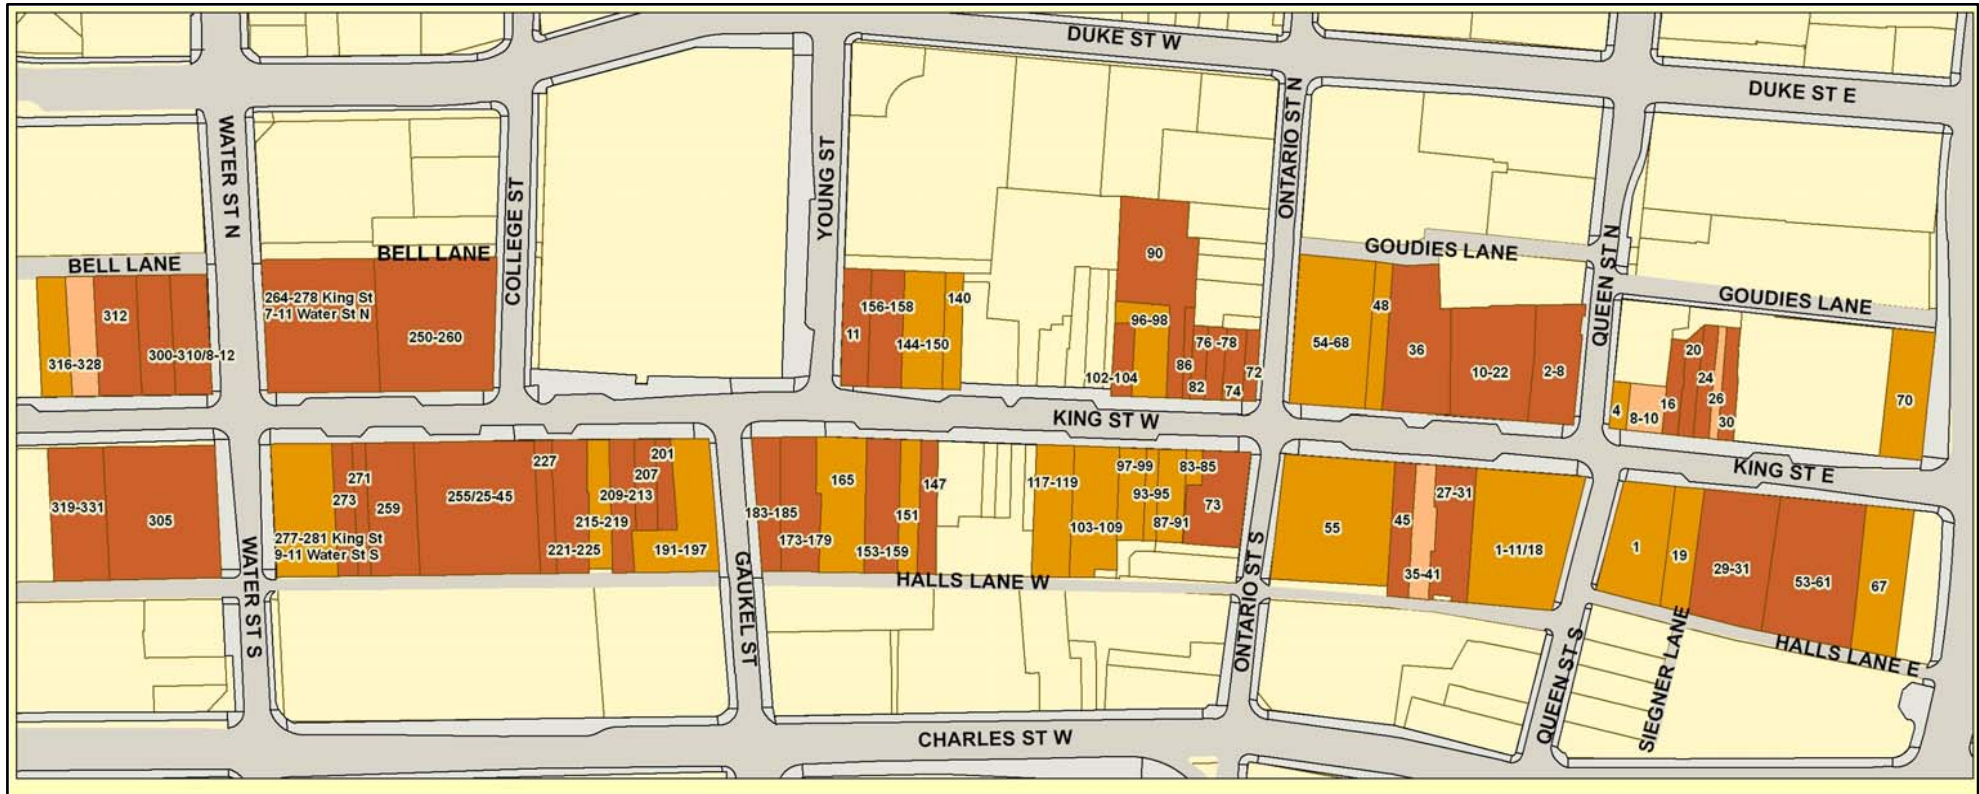 DUKE ST W
DUKE ST E
WATER ST N
COLLEGE ST
YOUNG ST
ONTARIO ST N
QUEEN ST N
BELL LANE
BELL LANE
GOUDIES LANE
GOUDIES LANE
312
316-328
300-310/8-12
264-278 King St
7-11 Water St N
250-260
11
156-158
144-150
140
90
96-98
102-104
86
82
76 -78
74
72
54-68
48
36
10-22
2-8
4
8-10
16
20
24
26
30
70
KING ST W
KING ST E
319-331
305
277-281 King St
9-11 Water St S
273
271
259
255/25-45
227
221-225
215-219
209-213
207
201
191-197
183-185
173-179
165
153-159
151
147
117-119
103-109
97-99
93-95
87-91
83-85
73
55
45
35-41
27-31
1-11/18
1
19
29-31
53-61
67
HALLS LANE W
HALLS LANE E
WATER ST S
GAUKEL ST
ONTARIO ST S
QUEEN ST S
SIEGNER LANE
CHARLES ST W